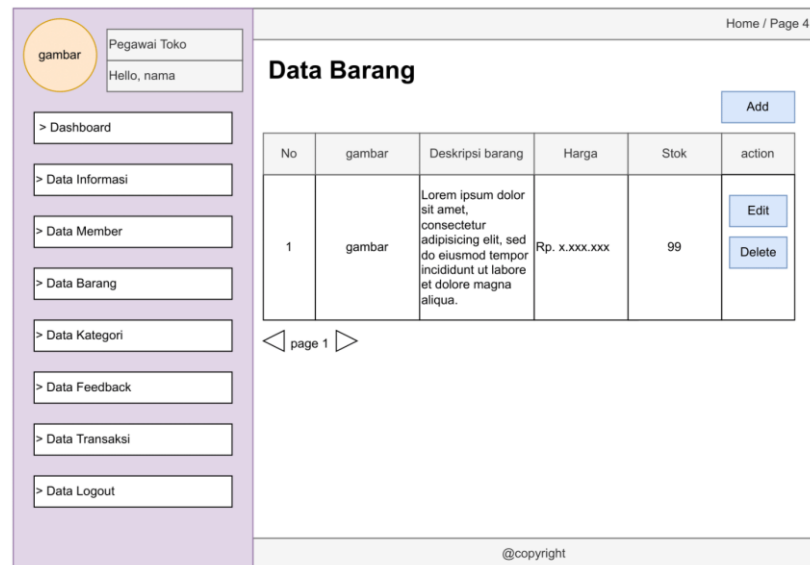 gambar
Pegawai Toko
Hello, nama
> Dashboard
> Data Informasi
> Data Member
> Data Barang
> Data Kategori
> Data Feedback
> Data Transaksi
> Data Logout
Home / Page 4
Data Barang
Add
No gambar Deskripsi barang Harga Stok action
1
gambar
Lorem ipsum dolor
sit amet,
consectetur
adipisicing elit, sed
do eiusmod tempor
incididunt ut labore
et dolore magna
aliqua.
Rp. x.xxx.xxx
99
Edit
Delete
page 1
@copyright